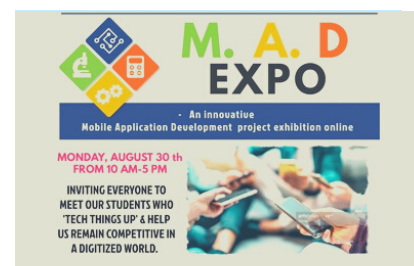 M. A. D
EXPO
- An innovative
Mobile Application Development project exhibition online
MONDAY, AUGUST 30 th
FROM 10 AM-5 PM
INVITING EVERYONE TO
MEET OUR STUDENTS WHO
'TECH THINGS UP' & HELP
US REMAIN COMPETITIVE IN
A DIGITIZED WORLD.